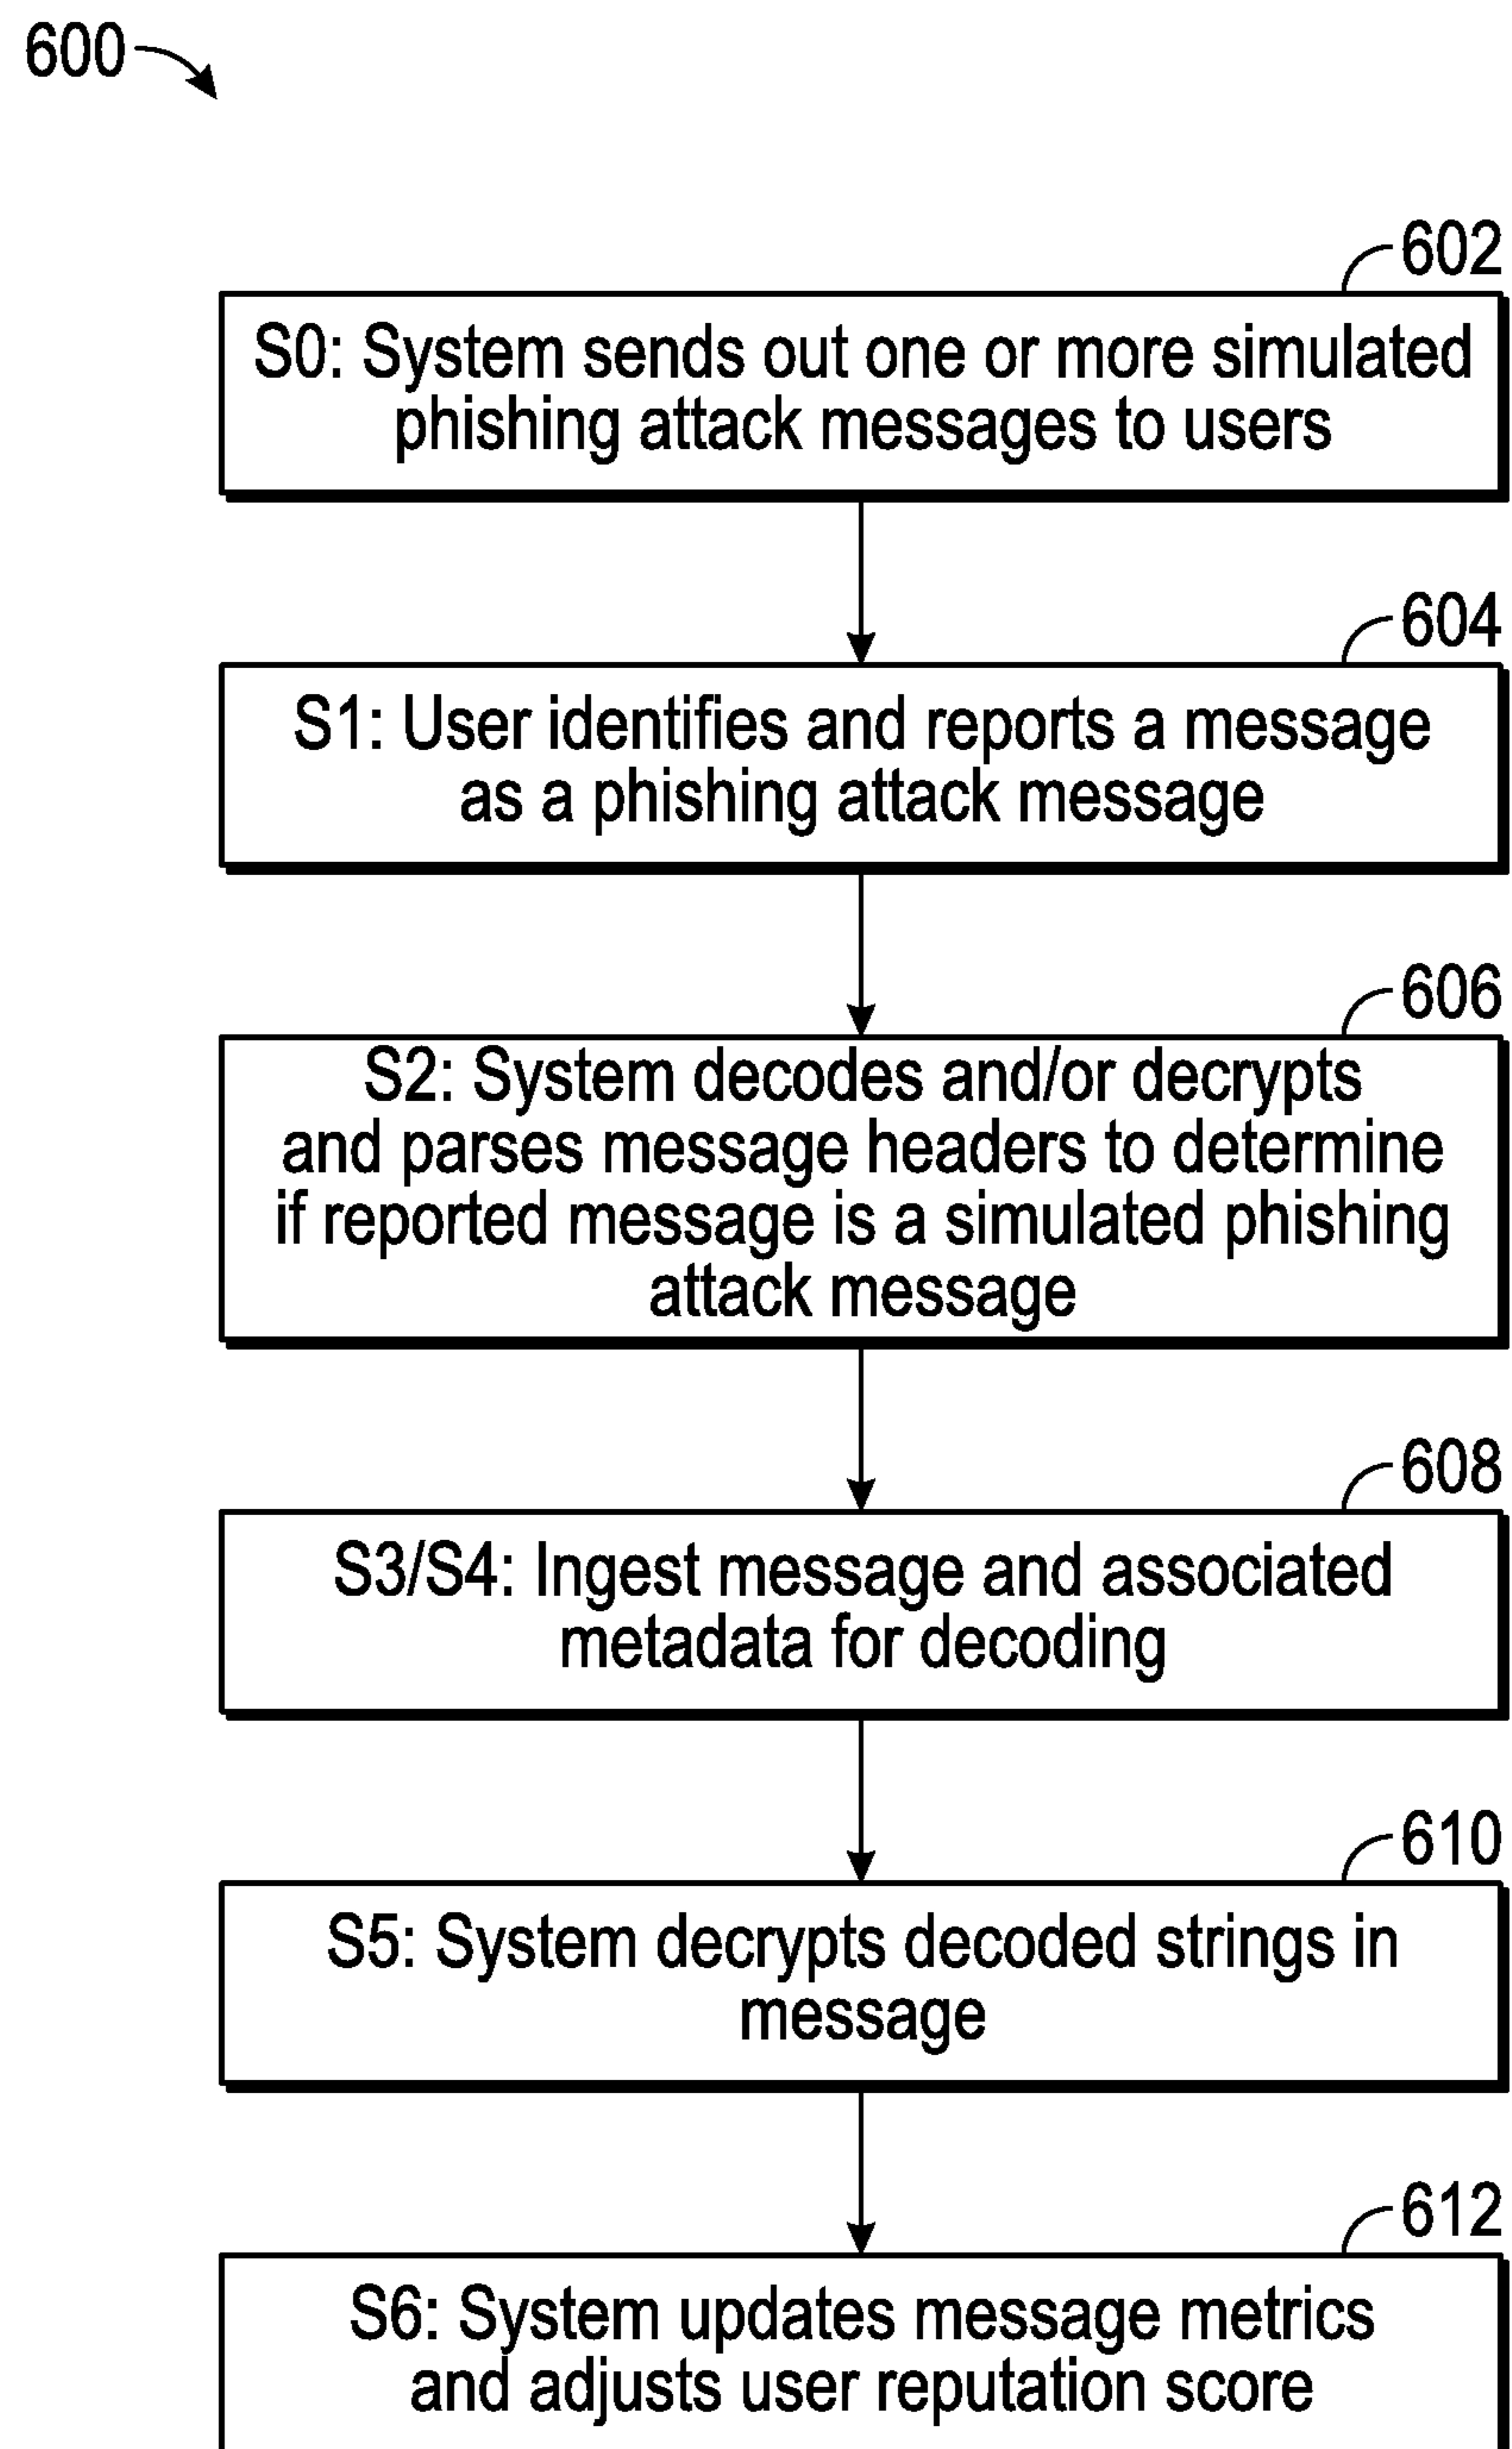 600
602
S0: System sends out one or more simulated
phishing attack messages to users
604
S1: User identifies and reports a message
as a phishing attack message
606
S2: System decodes and/or decrypts
and parses message headers to determine
if reported message is a simulated phishing
attack message
608
S3/S4: Ingest message and associated
metadata for decoding
610
S5: System decrypts decoded strings in
message
612
S6: System updates message metrics
and adjusts user reputation score